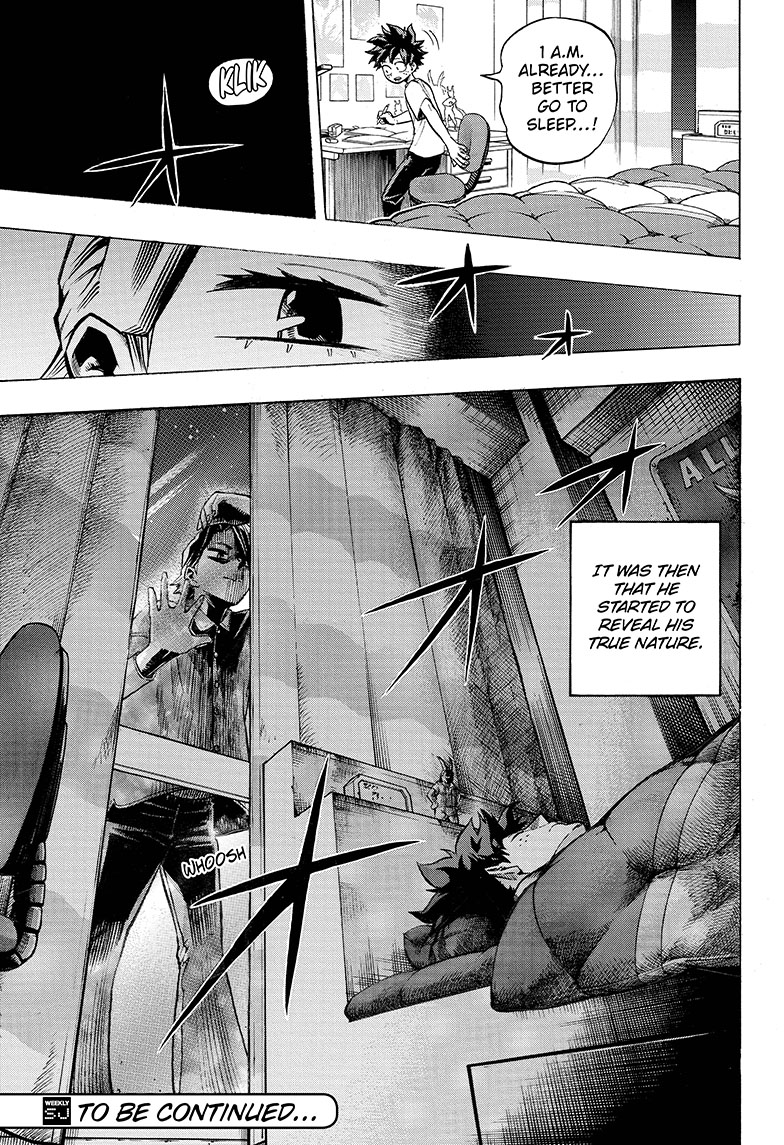 1 A.M.
ALREADY...
BETTER
GO TO
SLEEP...!
KLIK
ALL
IT WAS THEN
THAT HE
STARTED TO
REVEAL HIS
TRUE NATURE.
WHOOSH
WEEKLY
SJ
TO BE CONTINUED...